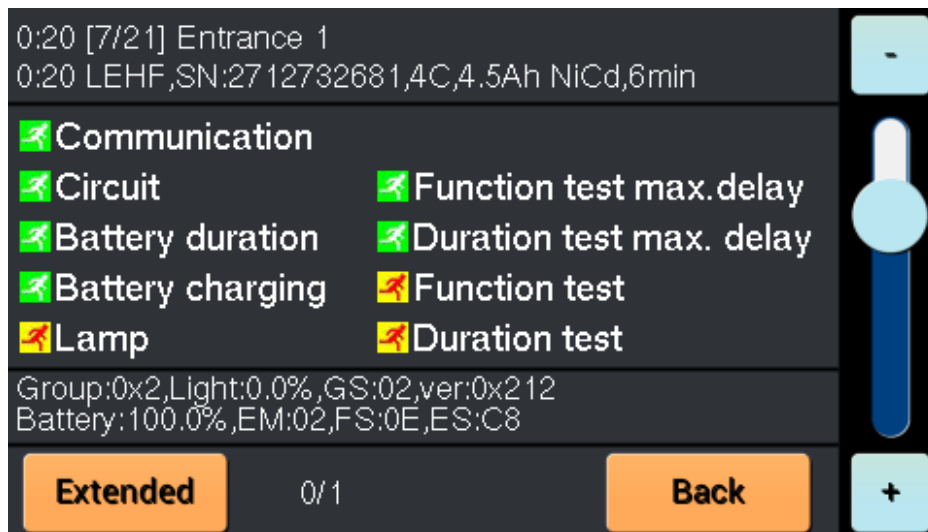 0:20 [7/21] Entrance 1
0:20 LEHF,SN:2712732681,4C,4.5Ah NiCd,6min
-
Communication
Circuit
Function test max.delay
Battery duration
Duration test max. delay
Battery charging
Function test
Lamp
Duration test
Group:0x2,Light:0.0%,GS:02,ver:0x212
Battery:100.0%,EM:02,FS:0E,ES:C8
Extended
0/1
Back
+